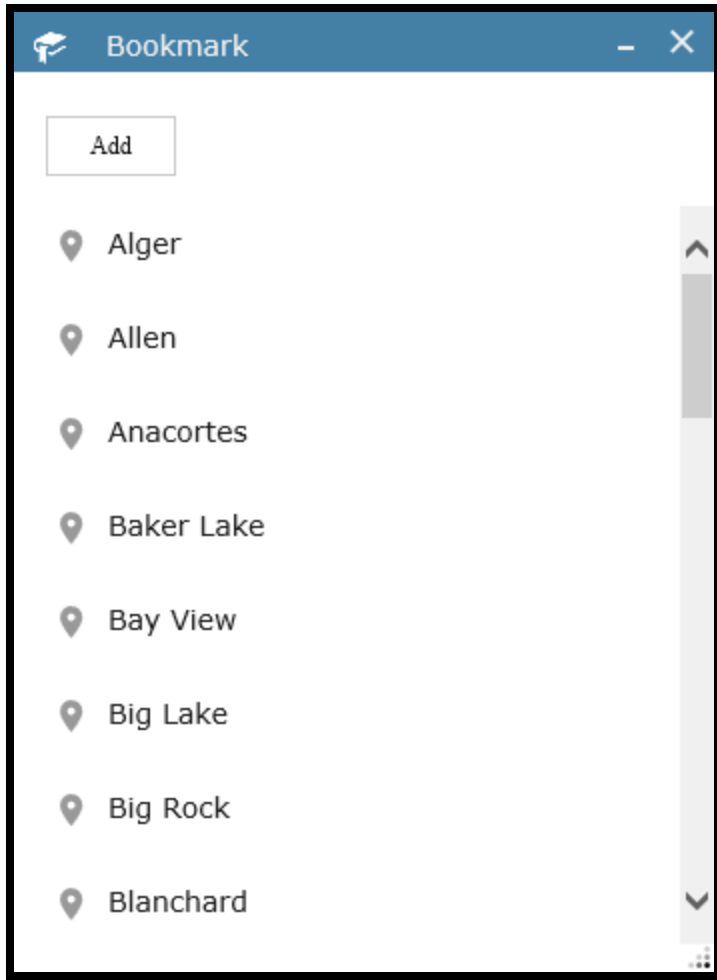 Bookmark
Add
Alger
Allen
Anacortes
Baker Lake
Bay View
Big Lake
Big Rock
Blanchard